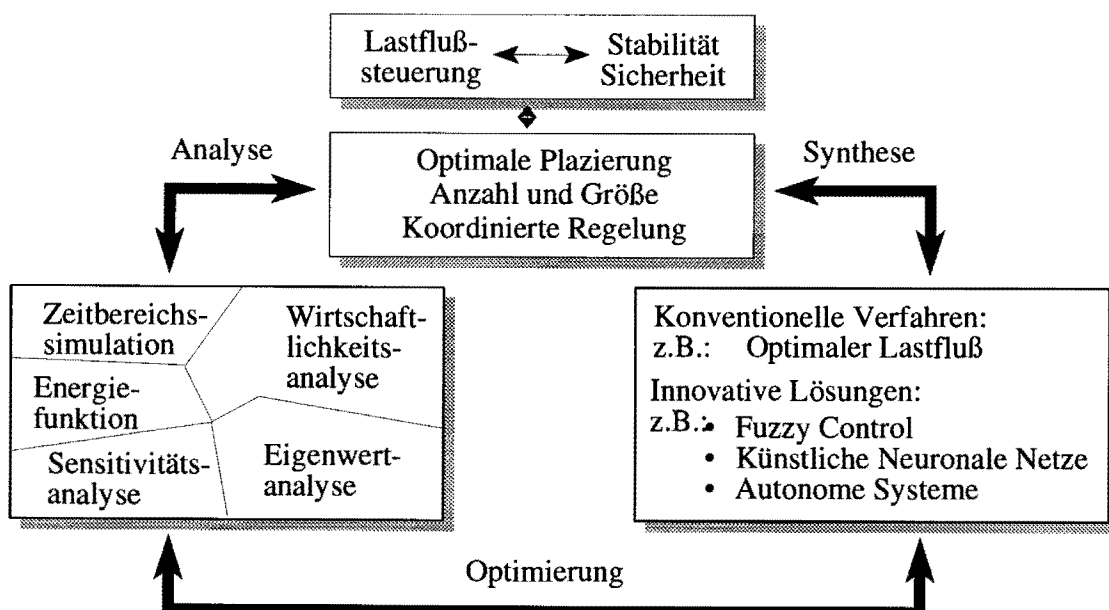 Lastfluß-
steuerung
Stabilität
Sicherheit
Analyse
Optimale Plazierung
Anzahl und Größe
Koordinierte Regelung
Synthese
Zeitbereichs-
simulation
Wirtschaft-
lichkeits-
analyse
Energie-
funktion
Sensitivitäts-
analyse
Eigenwert-
analyse
Konventionelle Verfahren:
z.B.: Optimaler Lastfluß
Innovative Lösungen:
z.B.: • Fuzzy Control
• Künstliche Neuronale Netze
• Autonome Systeme
Optimierung